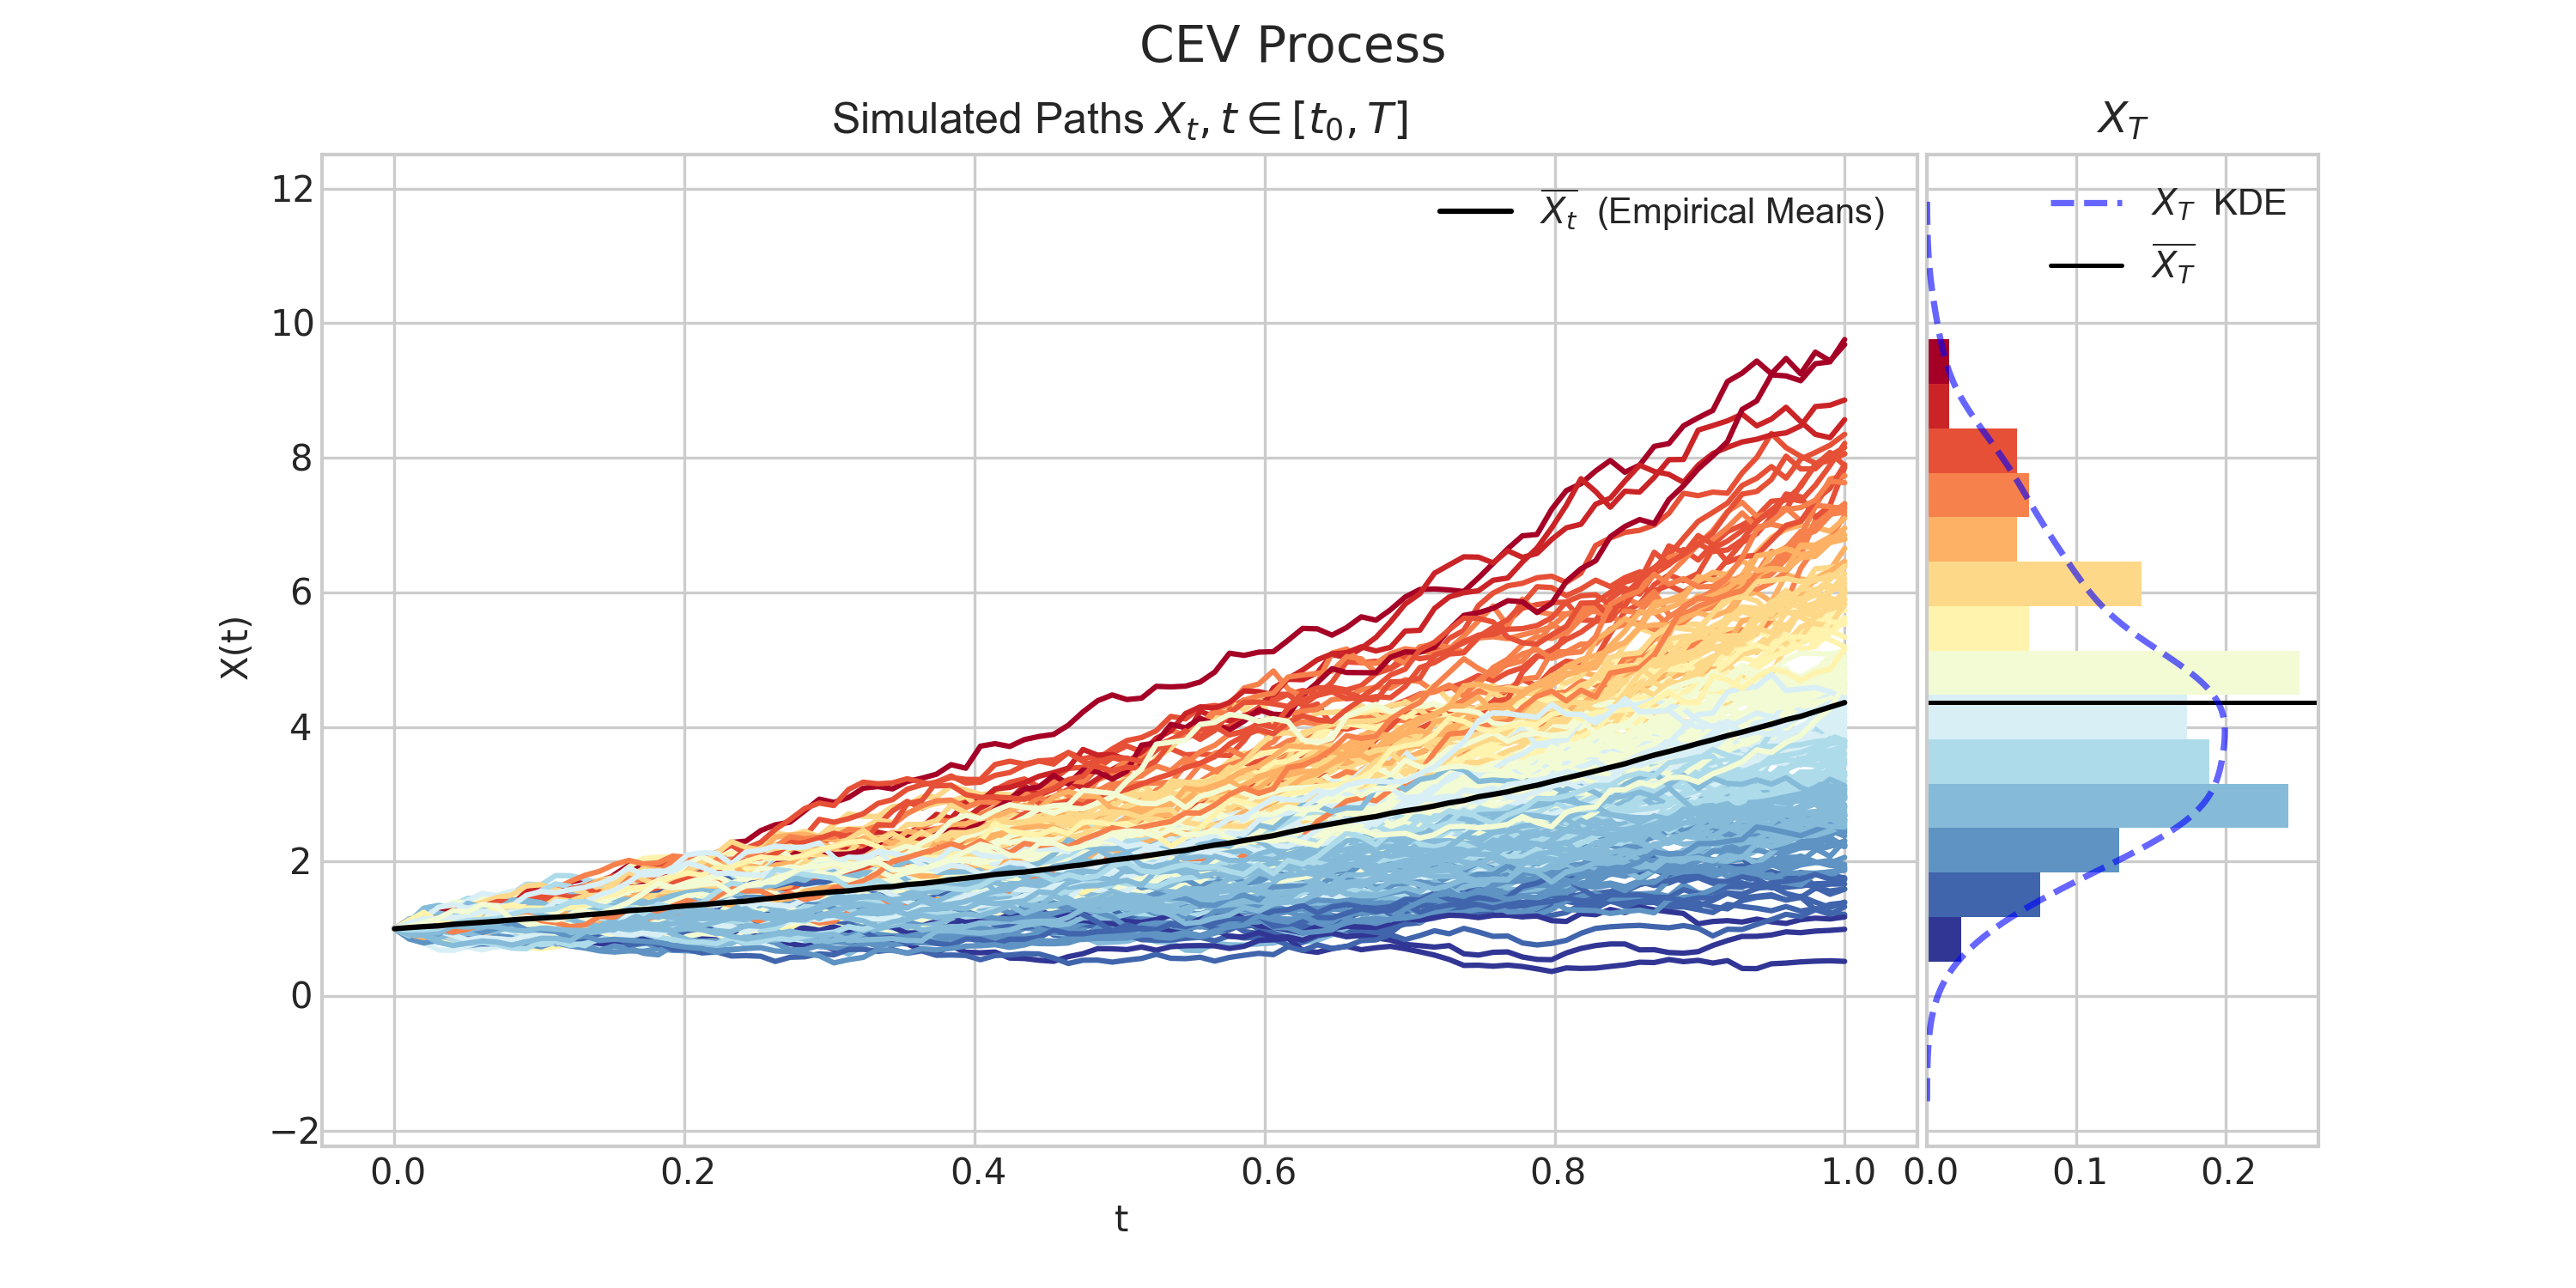 CEV Process
Simulated Paths $X_t, t \in [t_0, T]$
$X_T$
$\overline{X_t}$ (Empirical Means)
$X_T$ KDE
$\overline{X_T}$
12
10
8
6
4
2
0
−2
X(t)
0.0 0.2 0.4 0.6 0.8 1.0
0.0 0.1 0.2
t